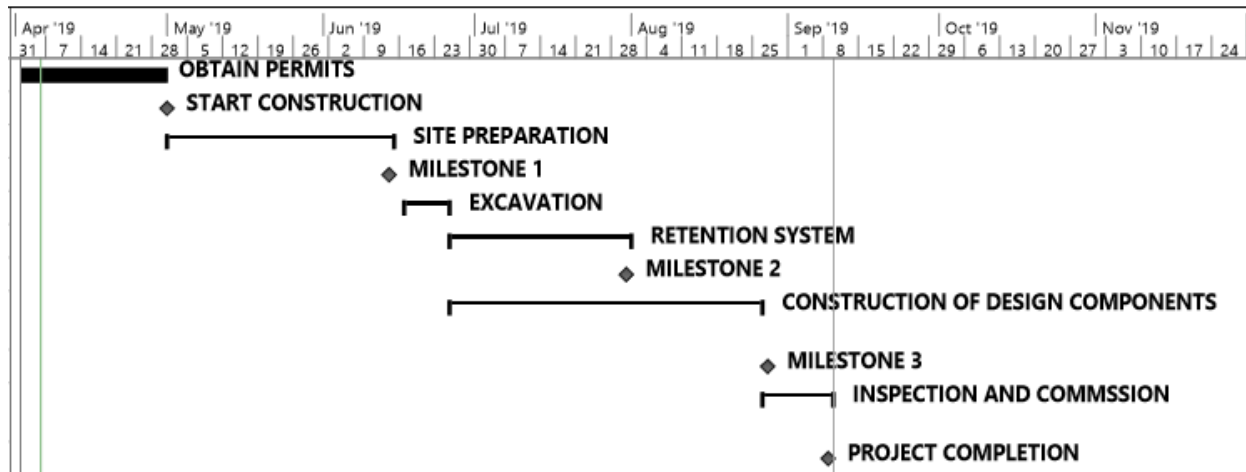 Apr '19 May '19 Jun '19 Jul '19 Aug '19 Sep '19 Oct '19 Nov '19
31 7 14 21 28 5 12 19 26 2 9 16 23 30 7 14 21 28 4 11 18 25 1 8 15 22 29 6 13 20 27 3 10 17 24
OBTAIN PERMITS
START CONSTRUCTION
SITE PREPARATION
MILESTONE 1
EXCAVATION
RETENTION SYSTEM
MILESTONE 2
CONSTRUCTION OF DESIGN COMPONENTS
MILESTONE 3
INSPECTION AND COMMSSION
PROJECT COMPLETION